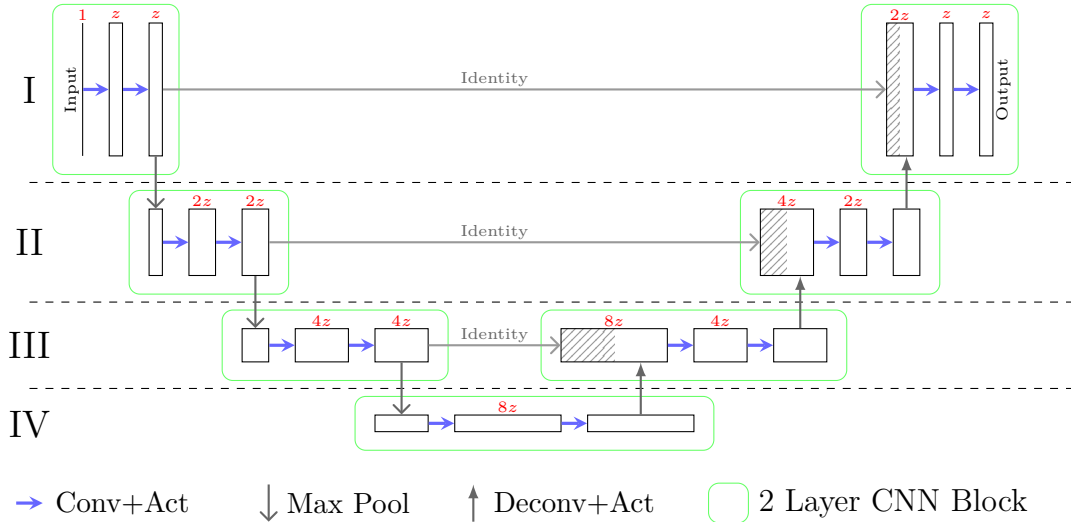 1 z z 2z z z
I Input Identity Output
2z 2z 4z 2z
II Identity
4z 4z 8z 4z
III Identity
8z
IV
Conv+Act Max Pool Deconv+Act 2 Layer CNN Block